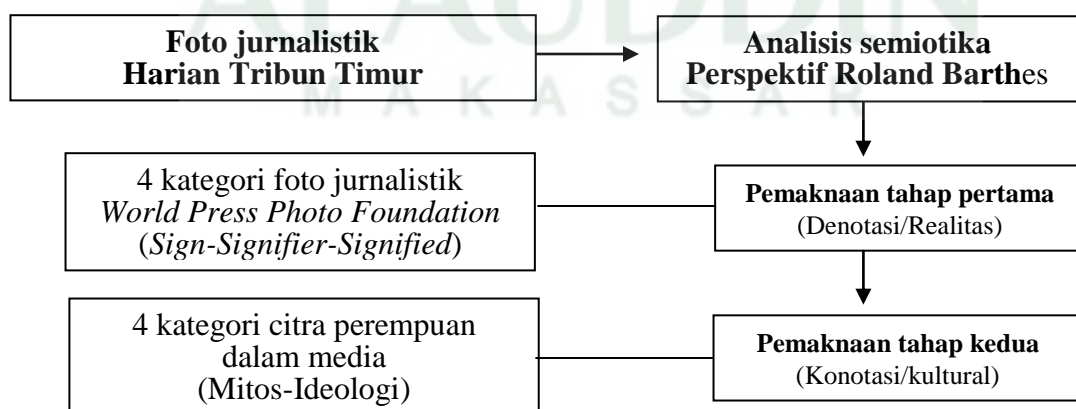 ALAUDDIN
MAKASSAR
Foto jurnalistik
Harian Tribun Timur
Analisis semiotika
Perspektif Roland Barthes
4 kategori foto jurnalistik
World Press Photo Foundation
(Sign-Signifier-Signified)
Pemaknaan tahap pertama
(Denotasi/Realitas)
4 kategori citra perempuan
dalam media
(Mitos-Ideologi)
Pemaknaan tahap kedua
(Konotasi/kultural)